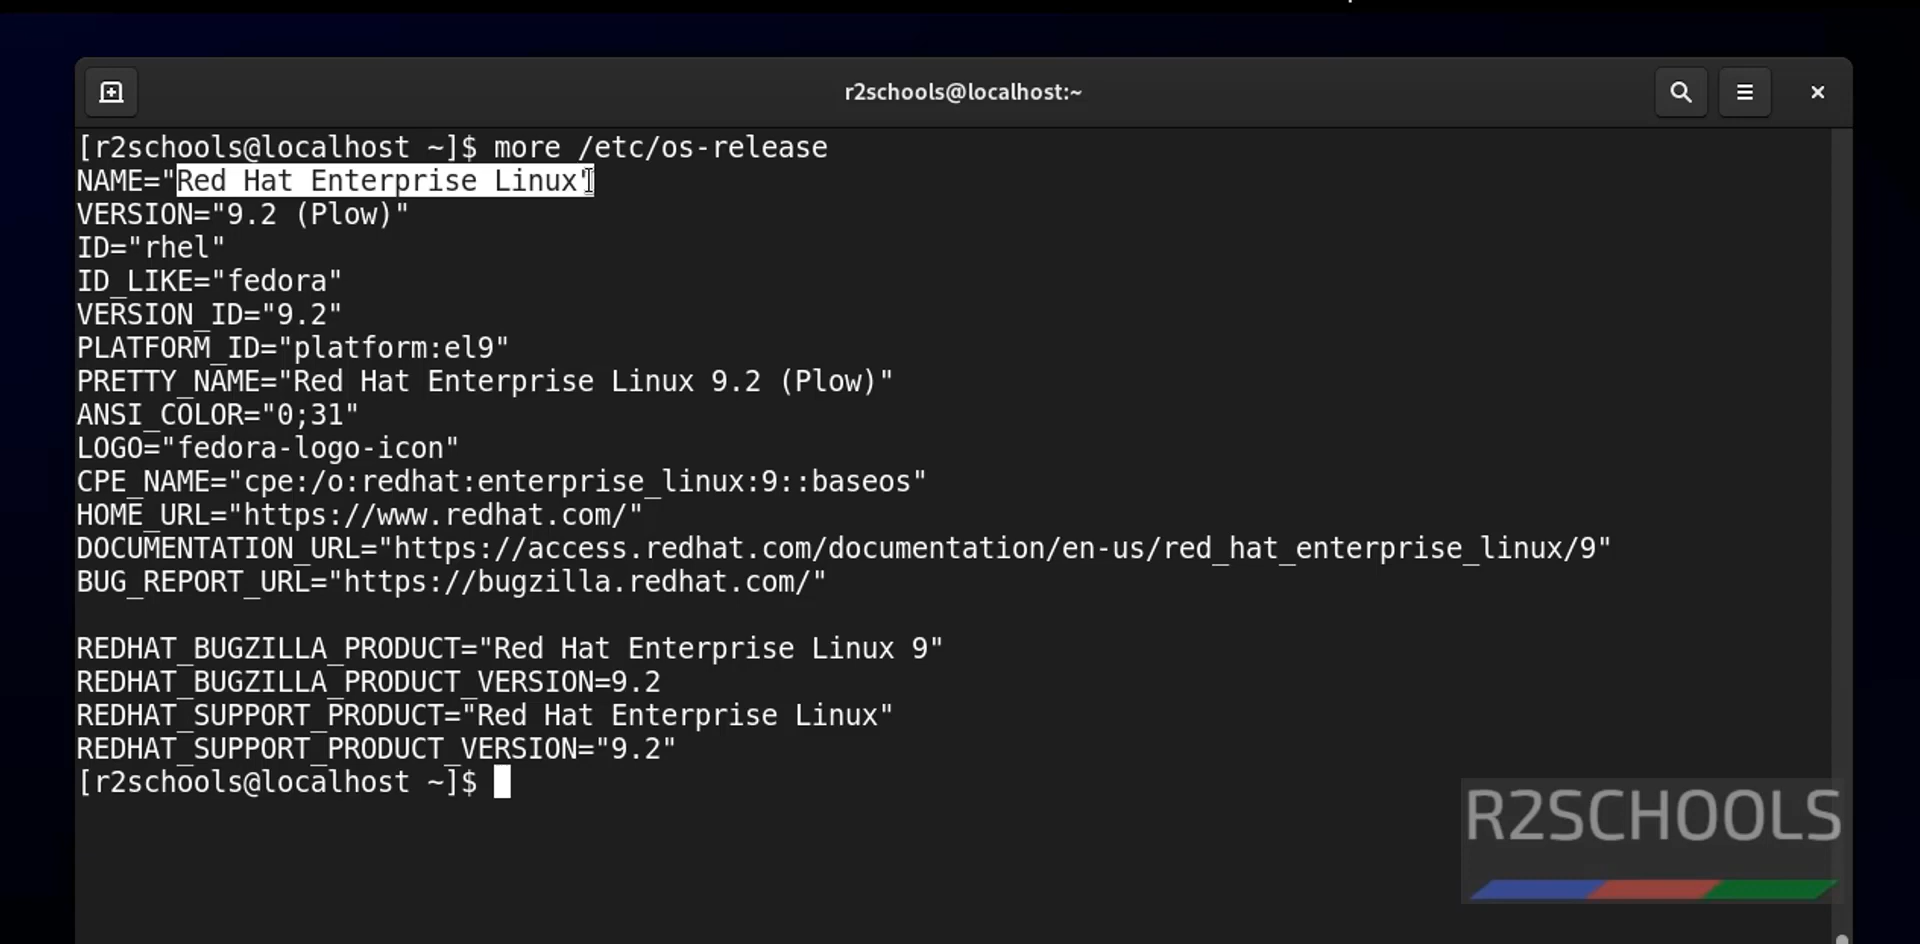 r2schools@localhost:~
[r2schools@localhost ~]$ more /etc/os-release
NAME="Red Hat Enterprise Linux"
VERSION="9.2 (Plow)"
ID="rhel"
ID_LIKE="fedora"
VERSION_ID="9.2"
PLATFORM_ID="platform:el9"
PRETTY_NAME="Red Hat Enterprise Linux 9.2 (Plow)"
ANSI_COLOR="0;31"
LOGO="fedora-logo-icon"
CPE_NAME="cpe:/o:redhat:enterprise_linux:9::baseos"
HOME_URL="https://www.redhat.com/"
DOCUMENTATION_URL="https://access.redhat.com/documentation/en-us/red_hat_enterprise_linux/9"
BUG_REPORT_URL="https://bugzilla.redhat.com/"
REDHAT_BUGZILLA_PRODUCT="Red Hat Enterprise Linux 9"
REDHAT_BUGZILLA_PRODUCT_VERSION=9.2
REDHAT_SUPPORT_PRODUCT="Red Hat Enterprise Linux"
REDHAT_SUPPORT_PRODUCT_VERSION="9.2"
[r2schools@localhost ~]$
R2SCHOOLS